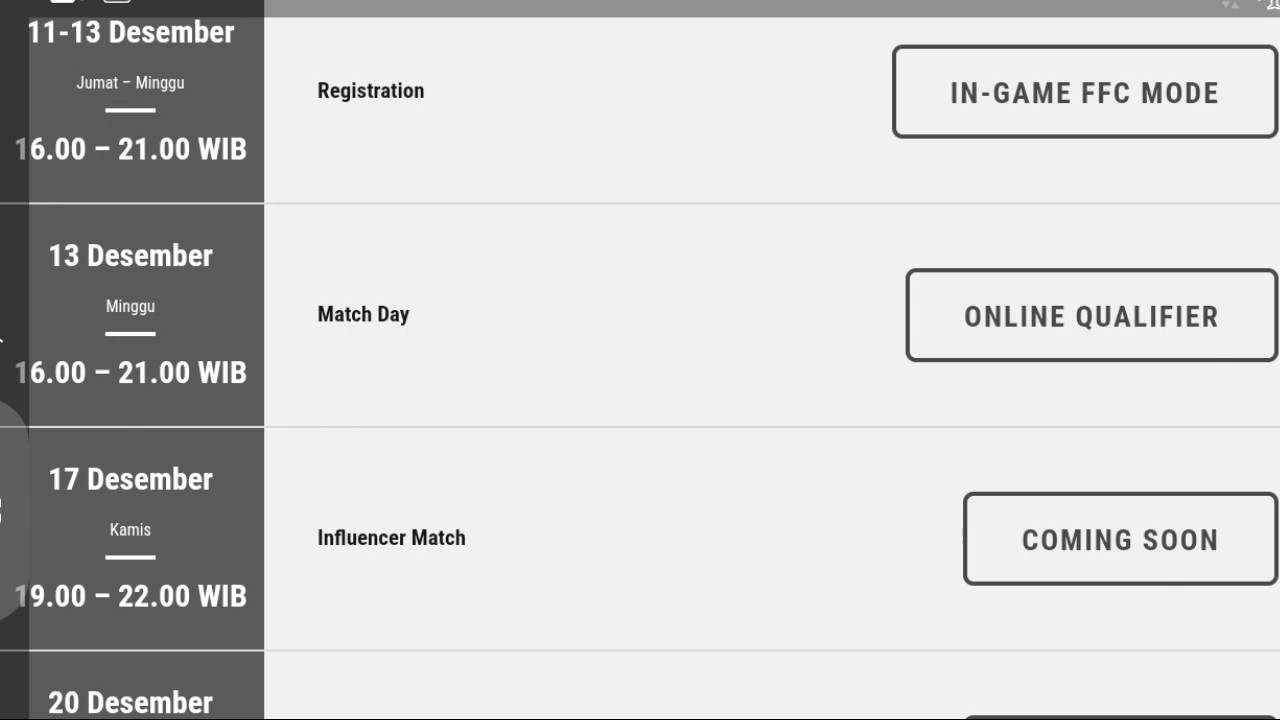 11-13 Desember
Jumat – Minggu
16.00 – 21.00 WIB
Registration
IN-GAME FFC MODE
13 Desember
Minggu
16.00 – 21.00 WIB
Match Day
ONLINE QUALIFIER
17 Desember
Kamis
19.00 – 22.00 WIB
Influencer Match
COMING SOON
20 Desember